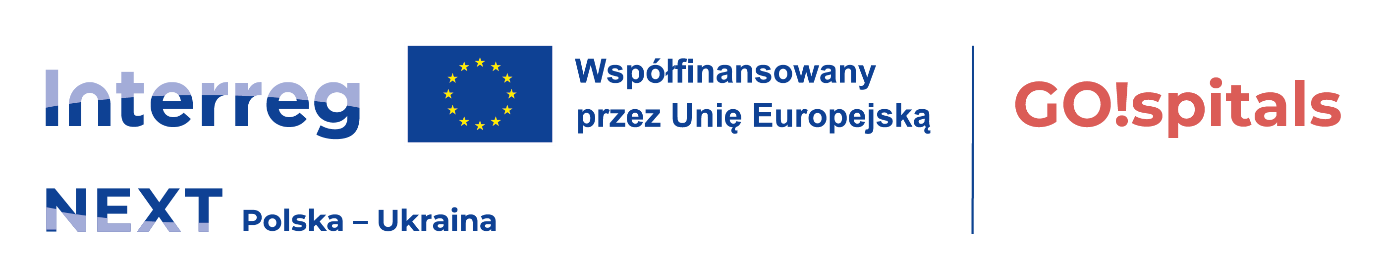 Interreg
Współfinansowany
przez Unię Europejską
GO!spitals
NEXT Polska – Ukraina